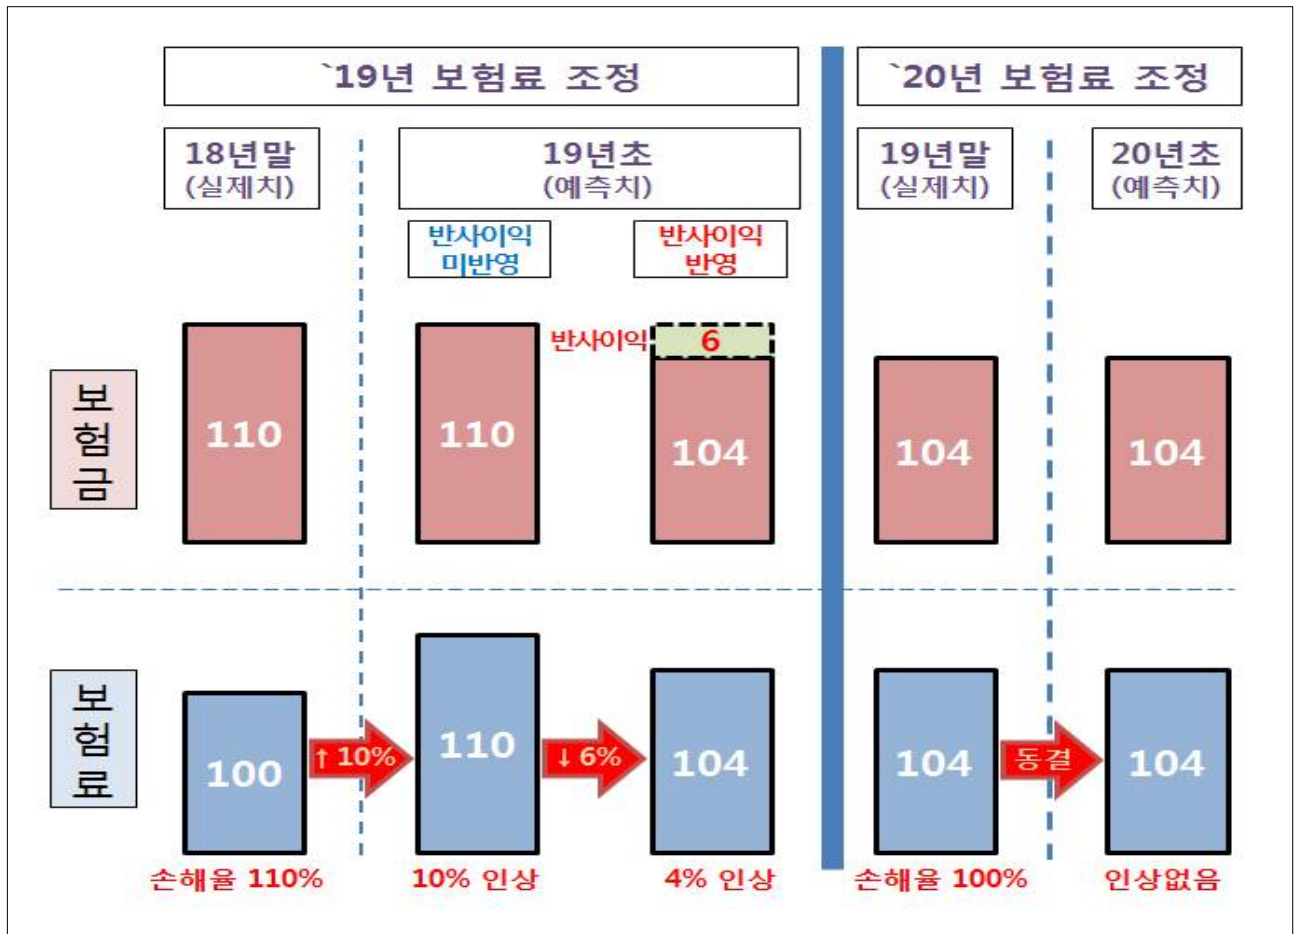 `19년 보험료 조정
`20년 보험료 조정
18년말
(실제치)
19년초
(예측치)
19년말
(실제치)
20년초
(예측치)
반사이익
미반영
반사이익
반영
보
험
금
110
110
반사이익
6
104
104
104
보
험
료
100
↑ 10%
110
↓ 6%
104
104
동결
104
손해율 110%
10% 인상
4% 인상
손해율 100%
인상없음